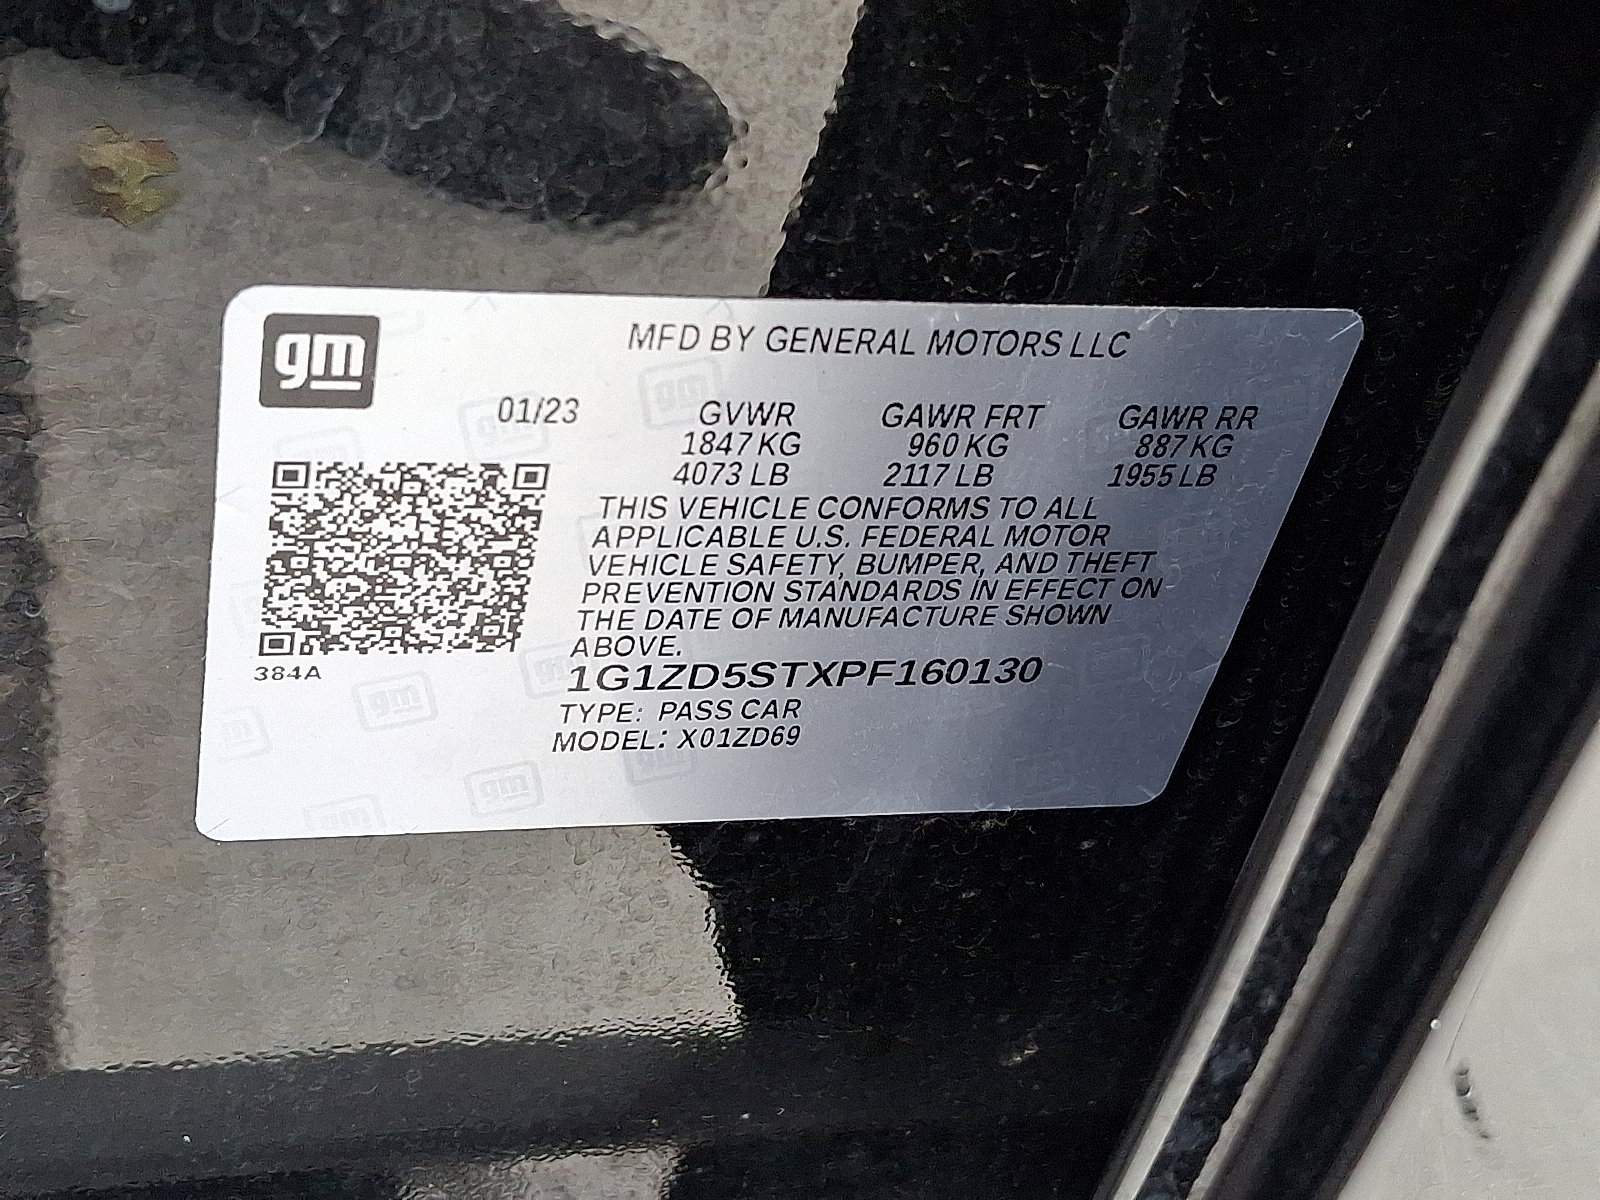 gm
MFD BY GENERAL MOTORS LLC
01/23 GVWR GAWR FRT GAWR RR
1847 KG 960 KG 887 KG
4073 LB 2117 LB 1955 LB
THIS VEHICLE CONFORMS TO ALL
APPLICABLE U.S. FEDERAL MOTOR
VEHICLE SAFETY, BUMPER, AND THEFT
PREVENTION STANDARDS IN EFFECT ON
THE DATE OF MANUFACTURE SHOWN
ABOVE.
384A
1G1ZD5STXPF160130
TYPE: PASS CAR
MODEL: X01ZD69